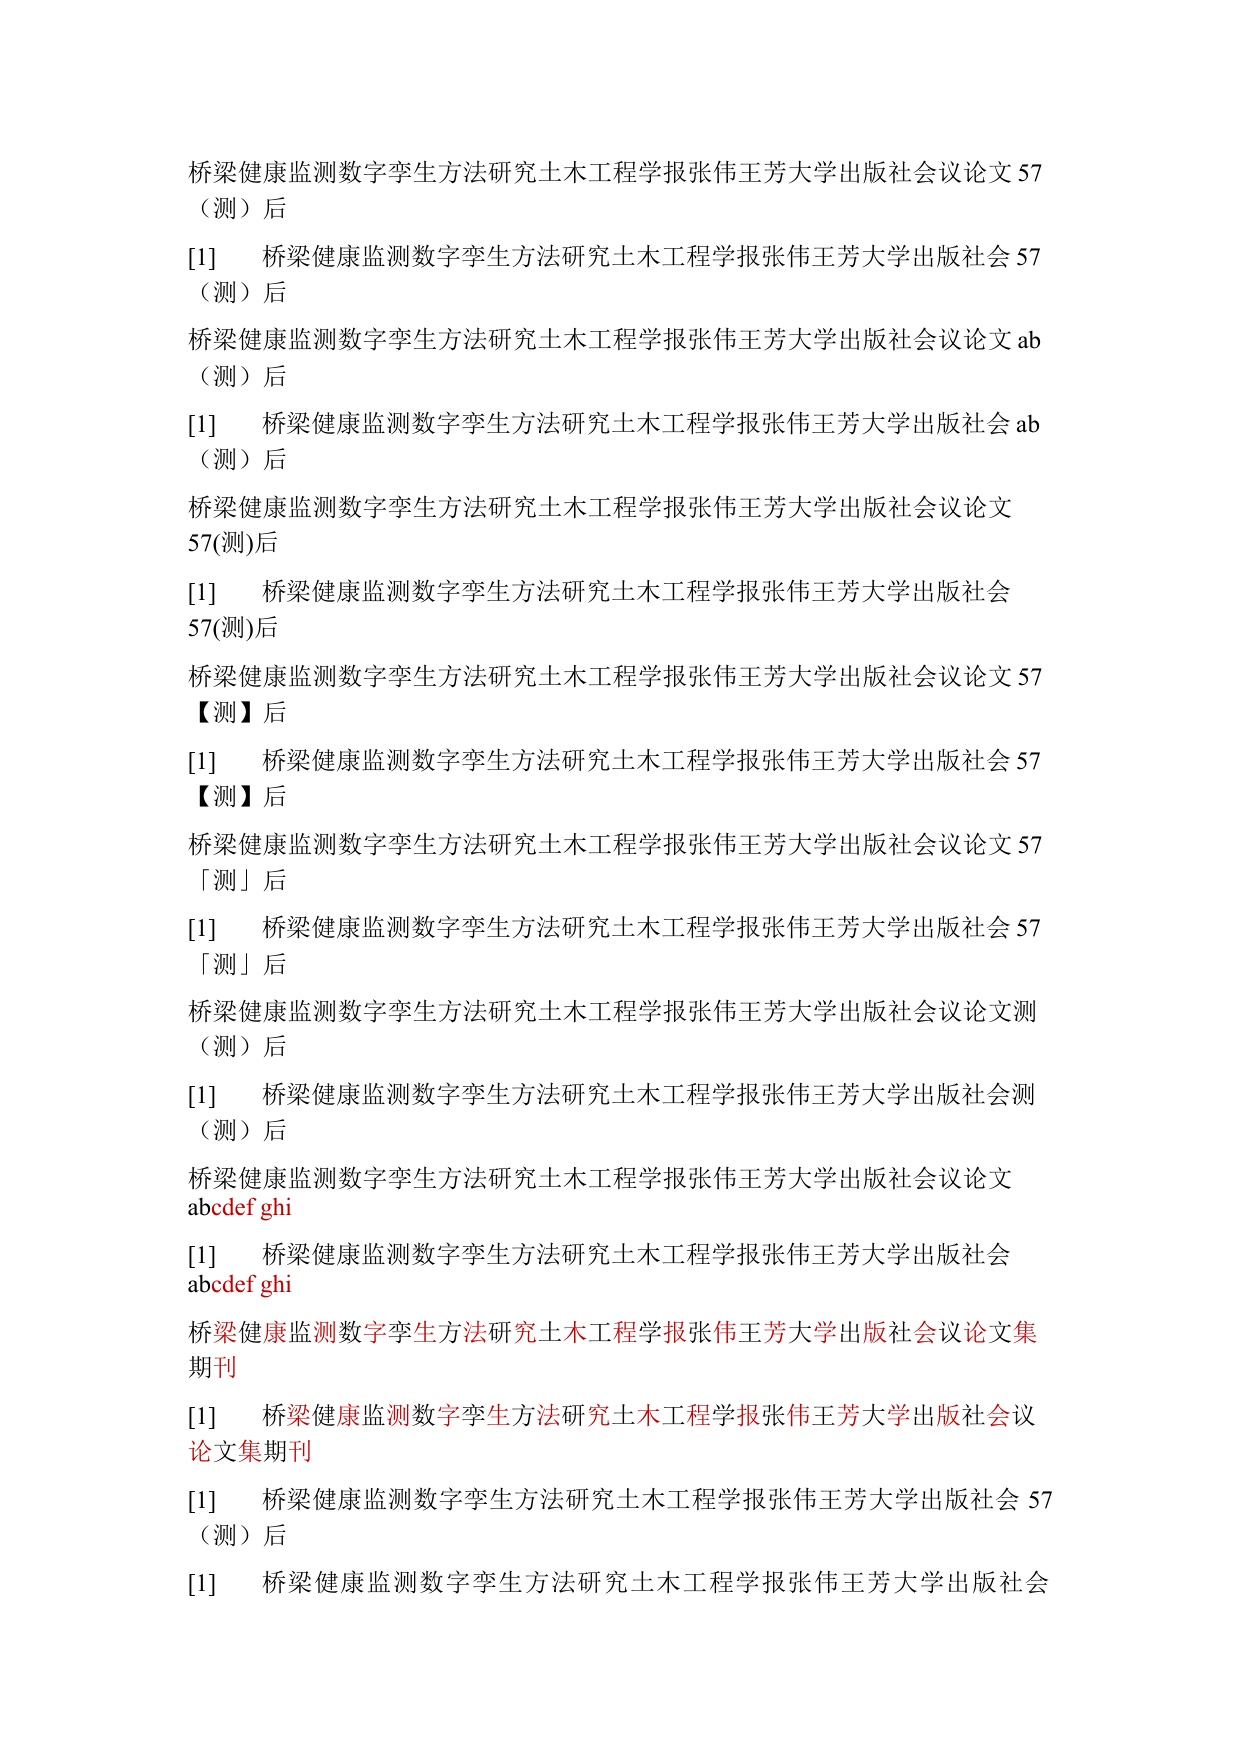 桥梁健康监测数字孪生方法研究土木工程学报张伟王芳大学出版社会议论文 57
（测）后
[1] 桥梁健康监测数字孪生方法研究土木工程学报张伟王芳大学出版社会 57
（测）后
桥梁健康监测数字孪生方法研究土木工程学报张伟王芳大学出版社会议论文 ab
（测）后
[1] 桥梁健康监测数字孪生方法研究土木工程学报张伟王芳大学出版社会 ab
（测）后
桥梁健康监测数字孪生方法研究土木工程学报张伟王芳大学出版社会议论文
57(测)后
[1] 桥梁健康监测数字孪生方法研究土木工程学报张伟王芳大学出版社会
57(测)后
桥梁健康监测数字孪生方法研究土木工程学报张伟王芳大学出版社会议论文 57
【测】后
[1] 桥梁健康监测数字孪生方法研究土木工程学报张伟王芳大学出版社会 57
【测】后
桥梁健康监测数字孪生方法研究土木工程学报张伟王芳大学出版社会议论文 57
「测」后
[1] 桥梁健康监测数字孪生方法研究土木工程学报张伟王芳大学出版社会 57
「测」后
桥梁健康监测数字孪生方法研究土木工程学报张伟王芳大学出版社会议论文测
（测）后
[1] 桥梁健康监测数字孪生方法研究土木工程学报张伟王芳大学出版社会测
（测）后
桥梁健康监测数字孪生方法研究土木工程学报张伟王芳大学出版社会议论文
abcdef ghi
[1] 桥梁健康监测数字孪生方法研究土木工程学报张伟王芳大学出版社会
abcdef ghi
桥梁健康监测数字孪生方法研究土木工程学报张伟王芳大学出版社会议论文集
期刊
[1] 桥梁健康监测数字孪生方法研究土木工程学报张伟王芳大学出版社会议
论文集期刊
[1] 桥梁健康监测数字孪生方法研究土木工程学报张伟王芳大学出版社会 57
（测）后
[1] 桥梁健康监测数字孪生方法研究土木工程学报张伟王芳大学出版社会